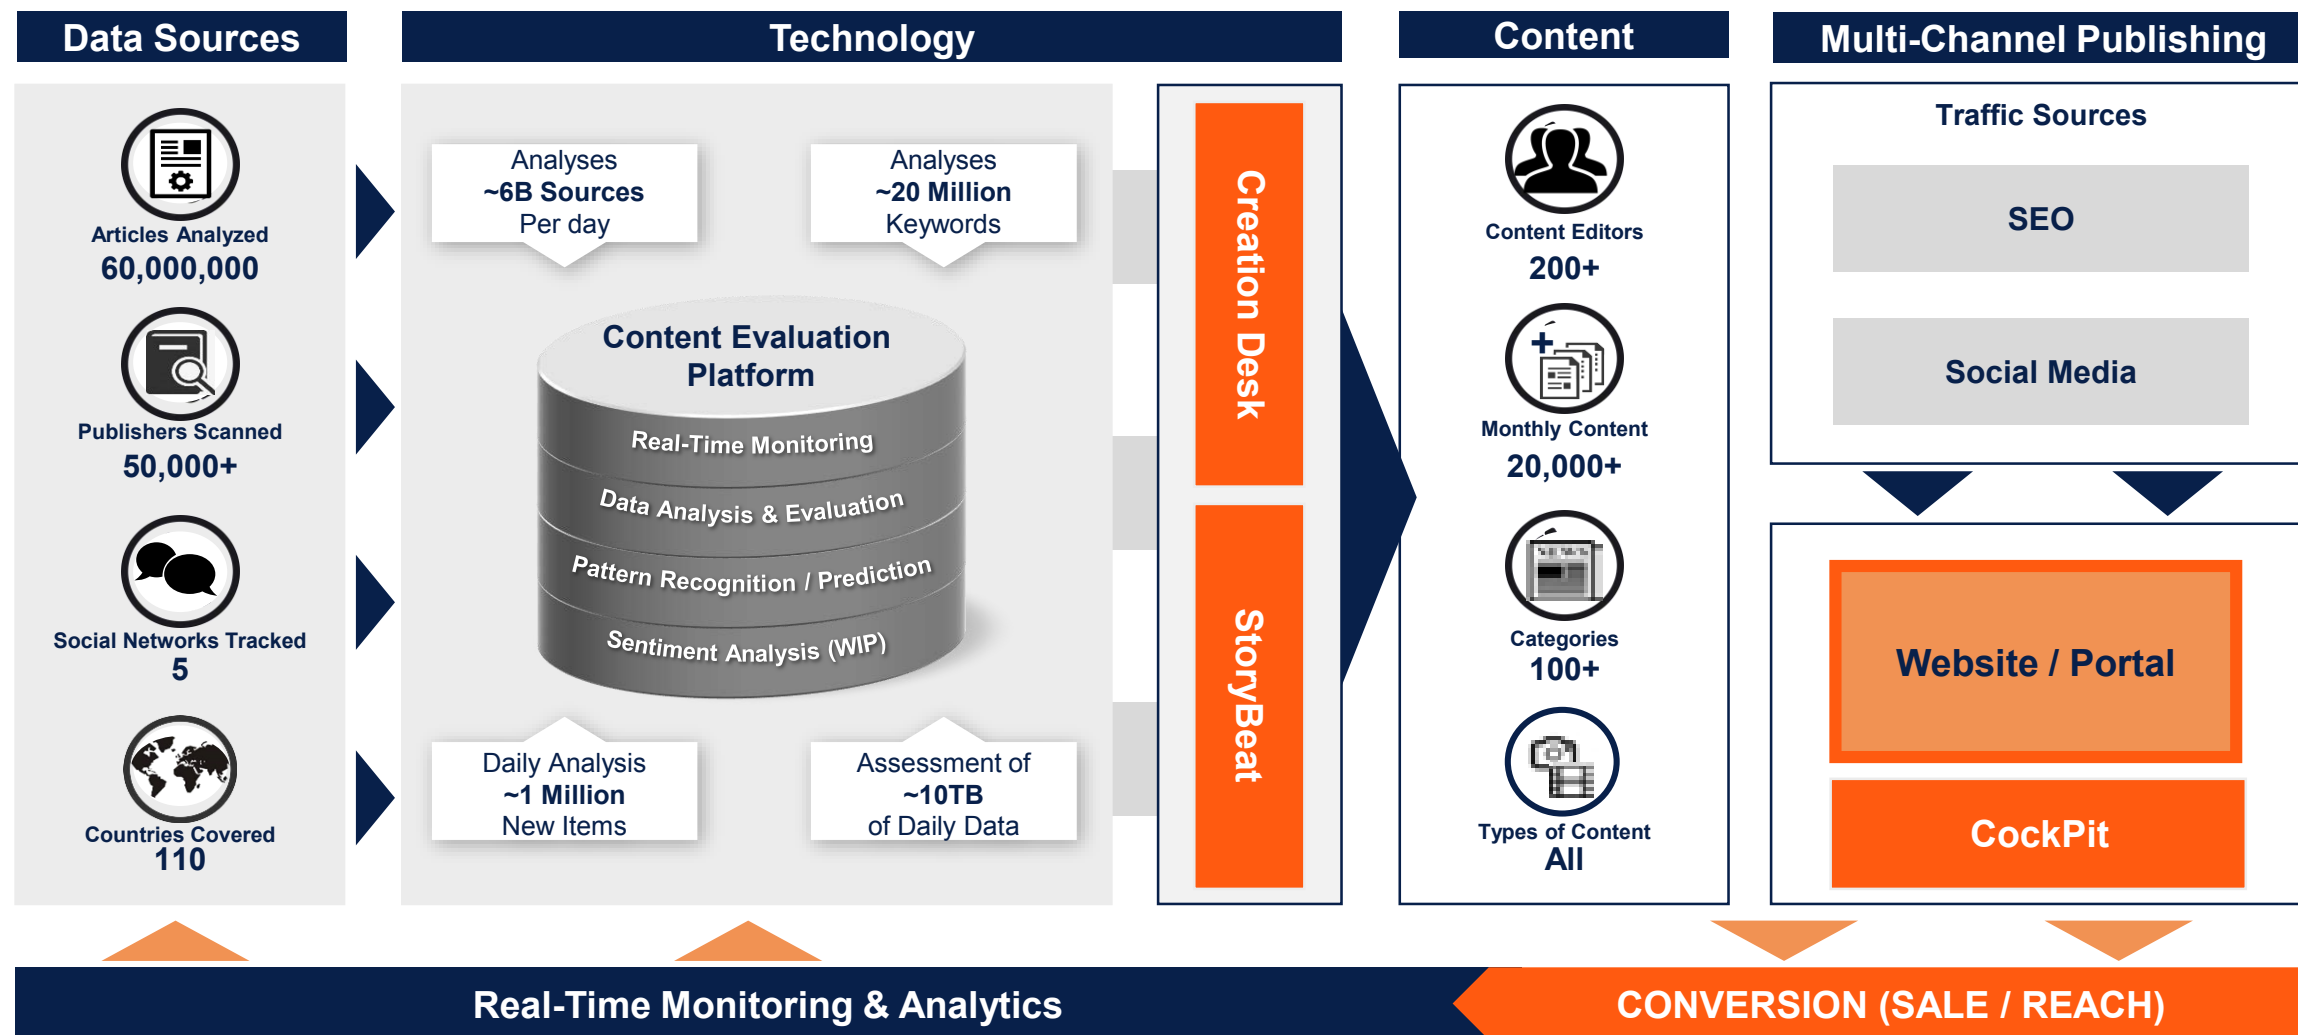 Data Sources
Technology
Content
Multi-Channel Publishing
Articles Analyzed
60,000,000
Publishers Scanned
50,000+
Social Networks Tracked
5
Countries Covered
110
Analyses
~6B Sources
Per day
Analyses
~20 Million
Keywords
Content Evaluation
Platform
Real-Time Monitoring
Data Analysis & Evaluation
Pattern Recognition / Prediction
Sentiment Analysis (WIP)
Daily Analysis
~1 Million
New Items
Assessment of
~10TB
of Daily Data
Creation Desk
StoryBeat
Content Editors
200+
Monthly Content
20,000+
NEWS
Categories
100+
Types of Content
All
Traffic Sources
SEO
Social Media
Website / Portal
CockPit
Real-Time Monitoring & Analytics
CONVERSION (SALE / REACH)